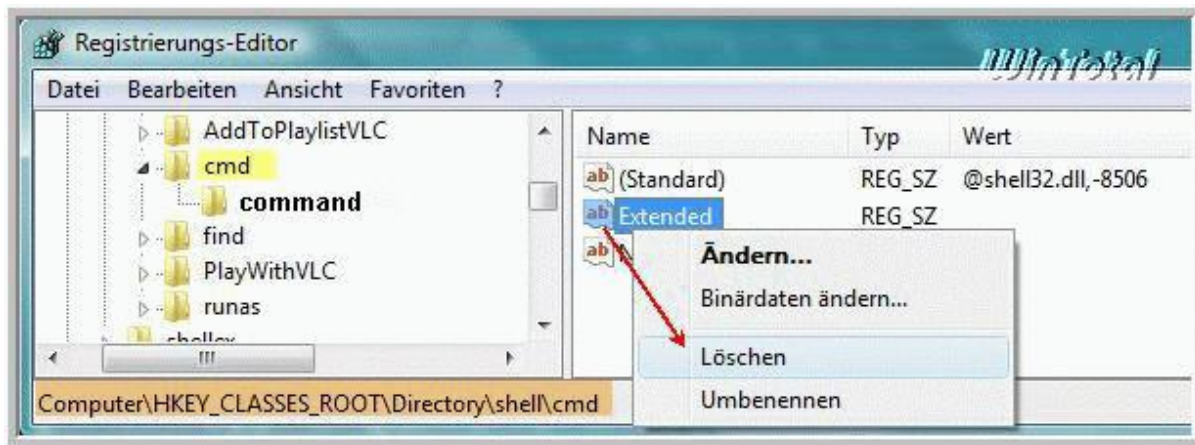 Registrierungs-Editor
WinTotal
Datei Bearbeiten Ansicht Favoriten ?
AddToPlaylistVLC
cmd
command
find
PlayWithVLC
runas
shellex
Name Typ Wert
(Standard) REG_SZ @shell32.dll,-8506
Extended REG_SZ
Ändern...
Binärdaten ändern...
Löschen
Umbenennen
Computer\HKEY_CLASSES_ROOT\Directory\shell\cmd